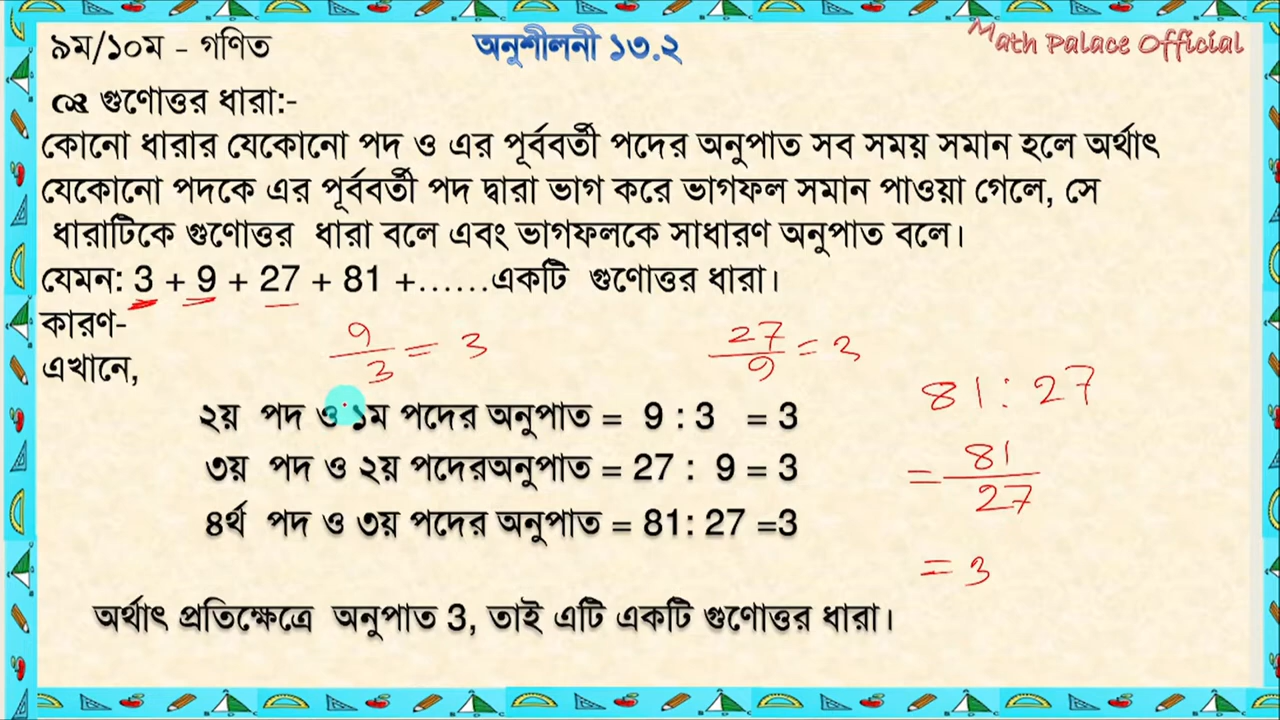 ৯ম/১০ম - গণিত
অনুশীলনী ১৩.২
Math Palace Official
গুণোত্তর ধারা:-
কোনো ধারার যেকোনো পদ ও এর পূর্ববর্তী পদের অনুপাত সব সময় সমান হলে অর্থাৎ
যেকোনো পদকে এর পূর্ববর্তী পদ দ্বারা ভাগ করে ভাগফল সমান পাওয়া গেলে, সে
ধারাটিকে গুণোত্তর ধারা বলে এবং ভাগফলকে সাধারণ অনুপাত বলে।
যেমন: 3 + 9 + 27 + 81 +......একটি গুণোত্তর ধারা।
কারণ-
এখানে,
9/3 = 3
27/9 = 3
২য় পদ ও ১ম পদের অনুপাত = 9 : 3 = 3
৩য় পদ ও ২য় পদেরঅনুপাত = 27 : 9 = 3
৪র্থ পদ ও ৩য় পদের অনুপাত = 81: 27 =3
81 : 27
= 81/27
= 3
অর্থাৎ প্রতিক্ষেত্রে অনুপাত 3, তাই এটি একটি গুণোত্তর ধারা।